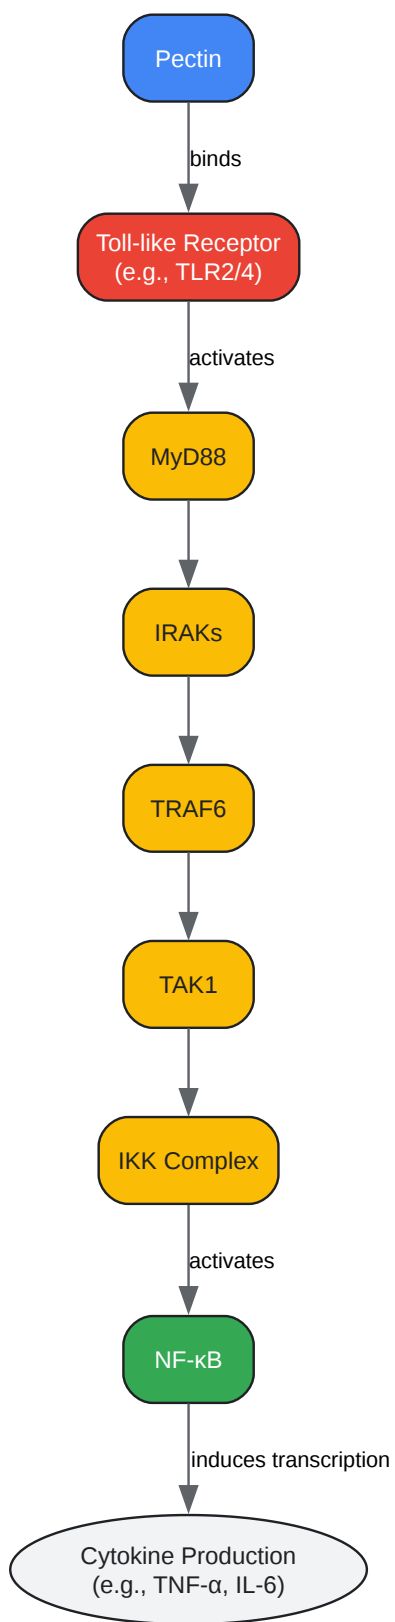 Pectin
binds
Toll-like Receptor
(e.g., TLR2/4)
activates
MyD88
IRAKs
TRAF6
TAK1
IKK Complex
activates
NF-κB
induces transcription
Cytokine Production
(e.g., TNF-α, IL-6)